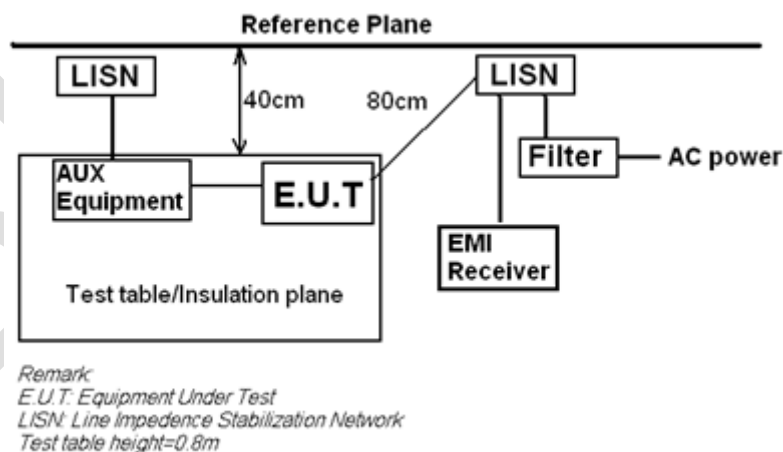 Reference Plane
LISN
40cm
80cm
LISN
Filter
AC power
AUX
Equipment
E.U.T
EMI
Receiver
Test table/Insulation plane
Remark:
E.U.T: Equipment Under Test
LISN: Line Impedence Stabilization Network
Test table height=0.8m